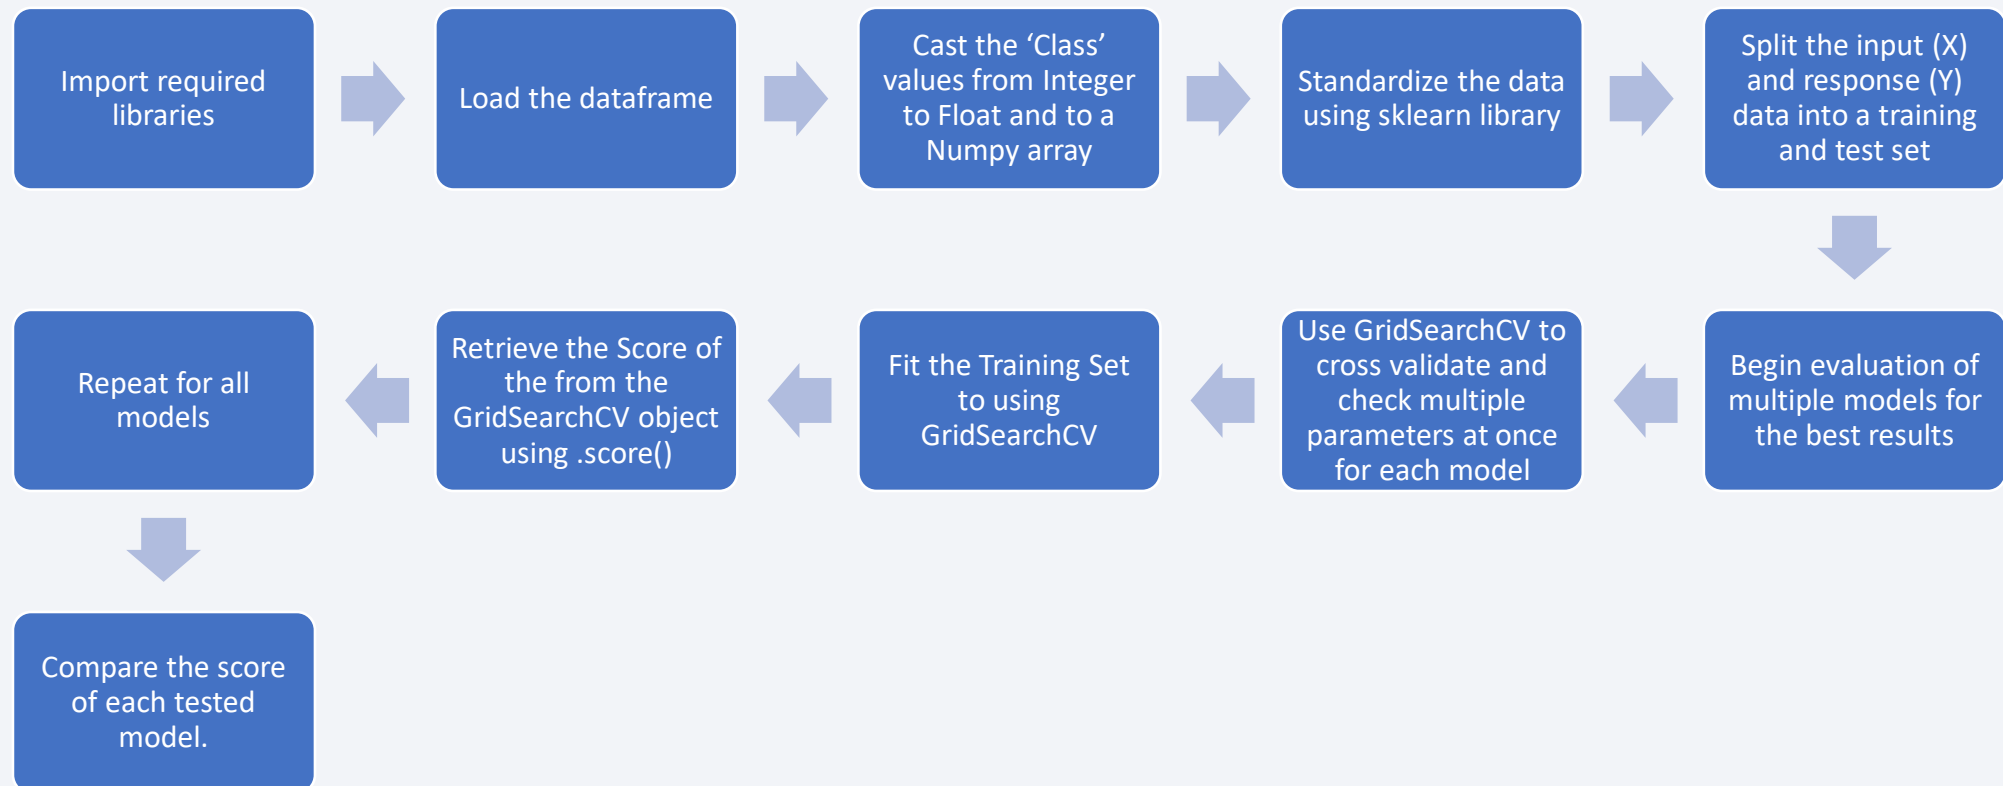 Import required
libraries
Load the dataframe
Cast the ‘Class’
values from Integer
to Float and to a
Numpy array
Standardize the data
using sklearn library
Split the input (X)
and response (Y)
data into a training
and test set
Begin evaluation of
multiple models for
the best results
Use GridSearchCV to
cross validate and
check multiple
parameters at once
for each model
Fit the Training Set
to using
GridSearchCV
Retrieve the Score of
the from the
GridSearchCV object
using .score()
Repeat for all
models
Compare the score
of each tested
model.